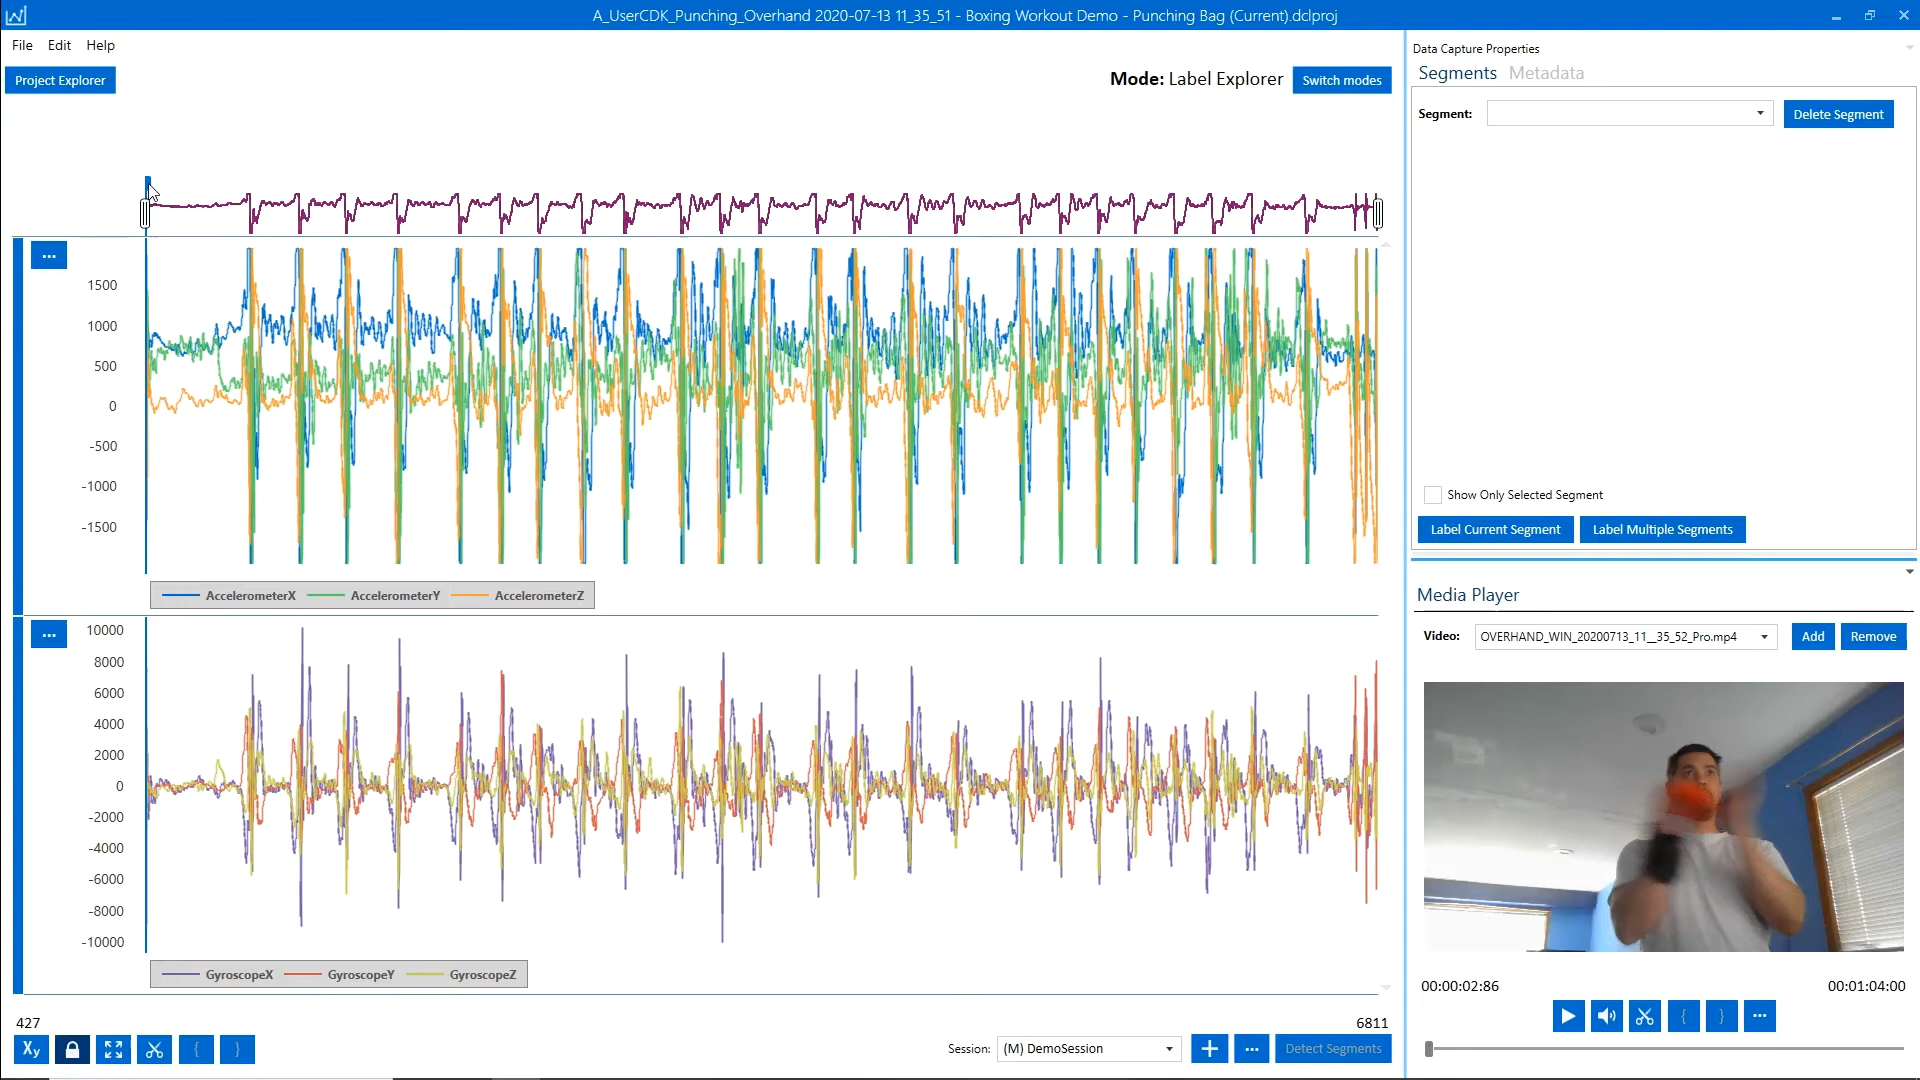 A_UserCDK_Punching_Overhand 2020-07-13 11_35_51 - Boxing Workout Demo - Punching Bag (Current).dclproj
File Edit Help
Project Explorer
Mode: Label Explorer Switch modes
...
1500
1000
500
0
-500
-1000
-1500
AccelerometerX AccelerometerY AccelerometerZ
...
10000
8000
6000
4000
2000
0
-2000
-4000
-6000
-8000
-10000
GyroscopeX GyroscopeY GyroscopeZ
427 6811
Xy { }
Session: (M) DemoSession + ... Detect Segments
Data Capture Properties
Segments Metadata
Segment: Delete Segment
Show Only Selected Segment
Label Current Segment Label Multiple Segments
Media Player
Video: OVERHAND_WIN_20200713_11__35_52_Pro.mp4 Add Remove
00:00:02:86 00:01:04:00
{ } ...